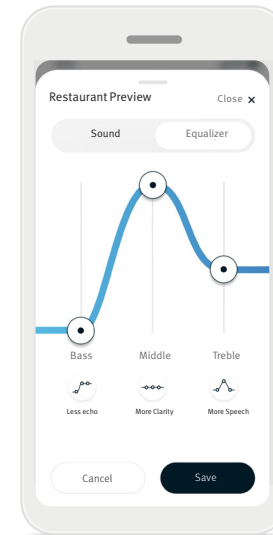 Restaurant Preview Close ×
Sound Equalizer
Bass Middle Treble
Less echo More Clarity More Speech
Cancel Save